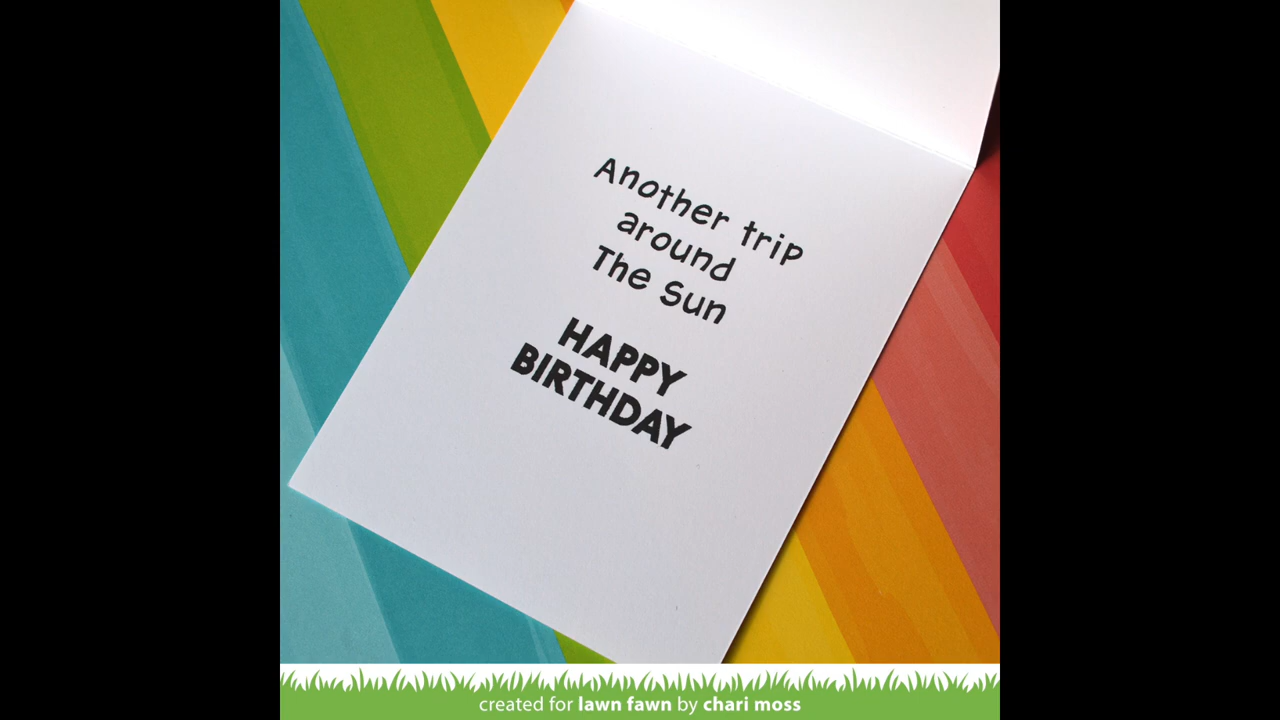 Another trip
around
The Sun
HAPPY
BIRTHDAY
created for lawn fawn by chari moss